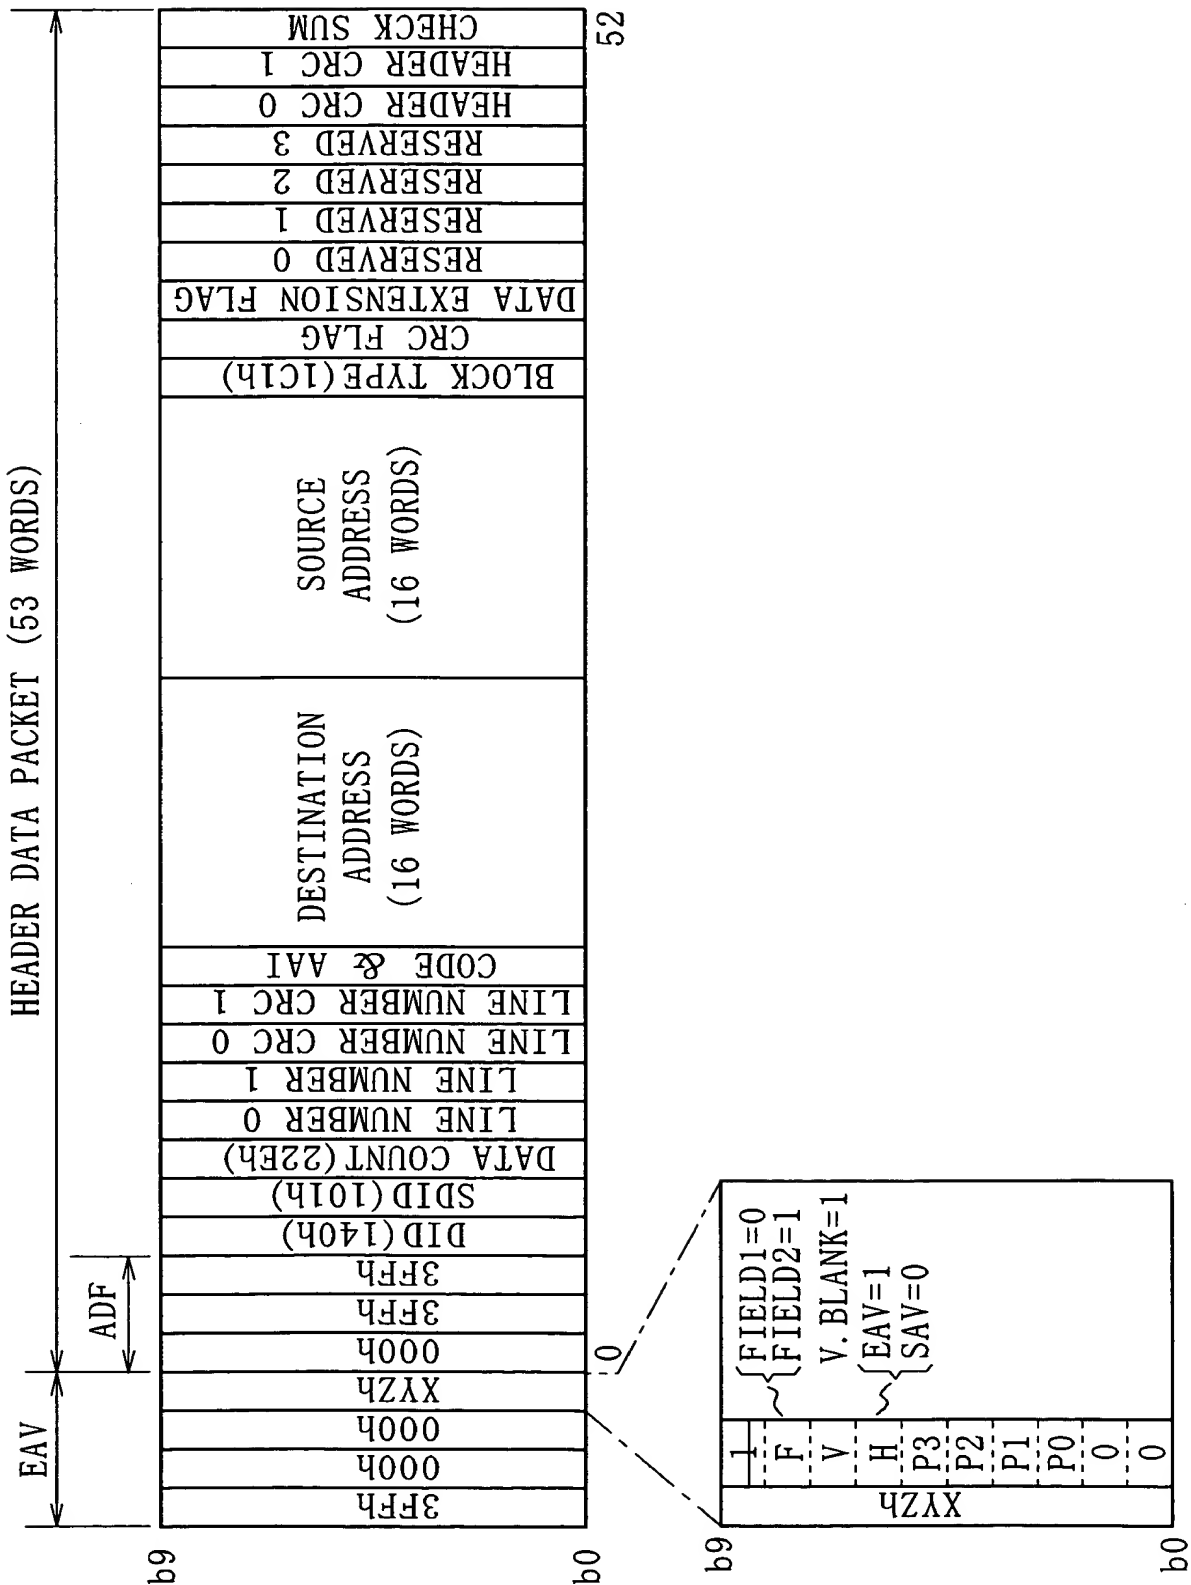 HEADER DATA PACKET (53 WORDS)
EAV
ADF
b9
b0
3FFh
000h
000h
XYZh
000h
3FFh
3FFh
DID(140h)
SDID(101h)
DATA COUNT(22Eh)
LINE NUMBER 0
LINE NUMBER 1
LINE NUMBER CRC 0
LINE NUMBER CRC 1
CODE & AAI
DESTINATION
ADDRESS
(16 WORDS)
SOURCE
ADDRESS
(16 WORDS)
BLOCK TYPE(1C1h)
CRC FLAG
DATA EXTENSION FLAG
RESERVED 0
RESERVED 1
RESERVED 2
RESERVED 3
HEADER CRC 0
HEADER CRC 1
CHECK SUM
0
52
b9
b0
XYZh
1
F
V
H
P3
P2
P1
P0
0
0
FIELD1=0
FIELD2=1
V.BLANK=1
EAV=1
SAV=0